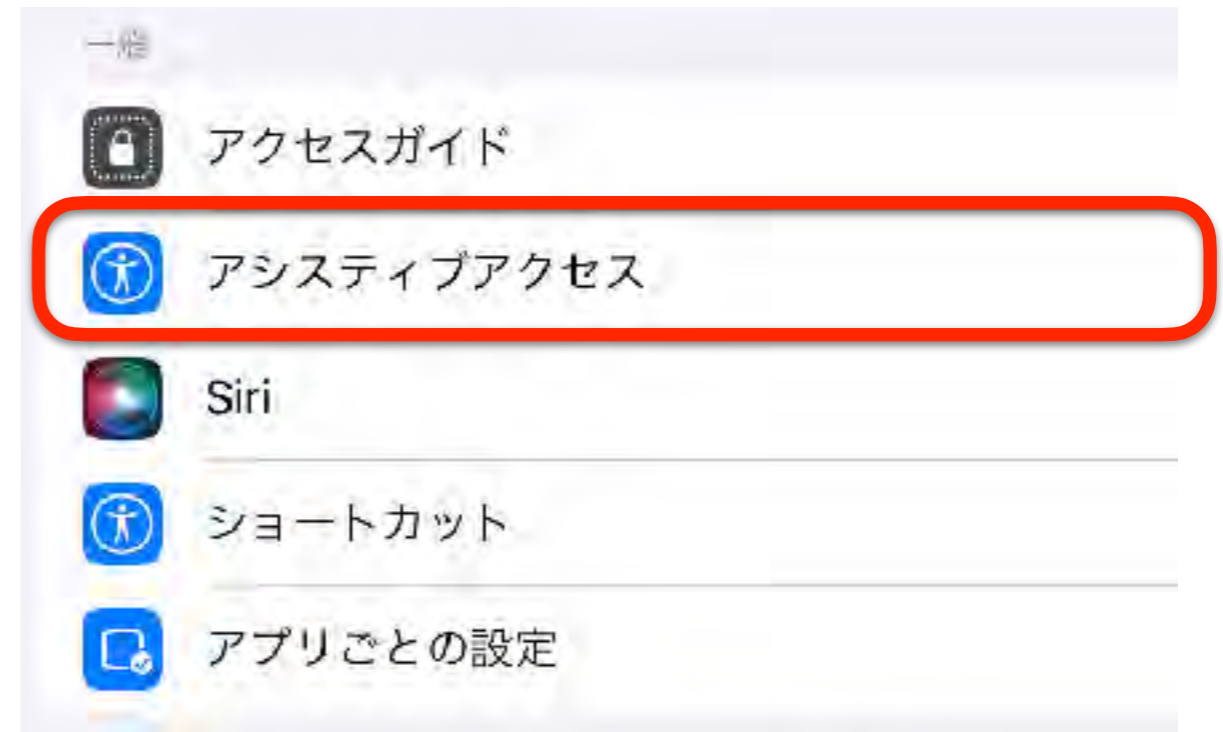 一般
アクセスガイド
アシスティブアクセス
Siri
ショートカット
アプリごとの設定